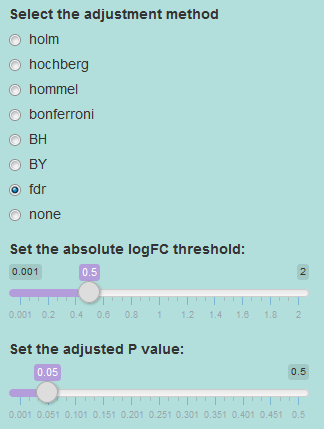 Select the adjustment method
holm
hochberg
hommel
bonferroni
BH
BY
fdr
none
Set the absolute logFC threshold:
0.001 0.5 2
0.001 0.2 0.4 0.6 0.8 1 1.2 1.4 1.6 1.8 2
Set the adjusted P value:
0.05 0.5
0.001 0.051 0.101 0.151 0.201 0.251 0.301 0.351 0.401 0.451 0.5